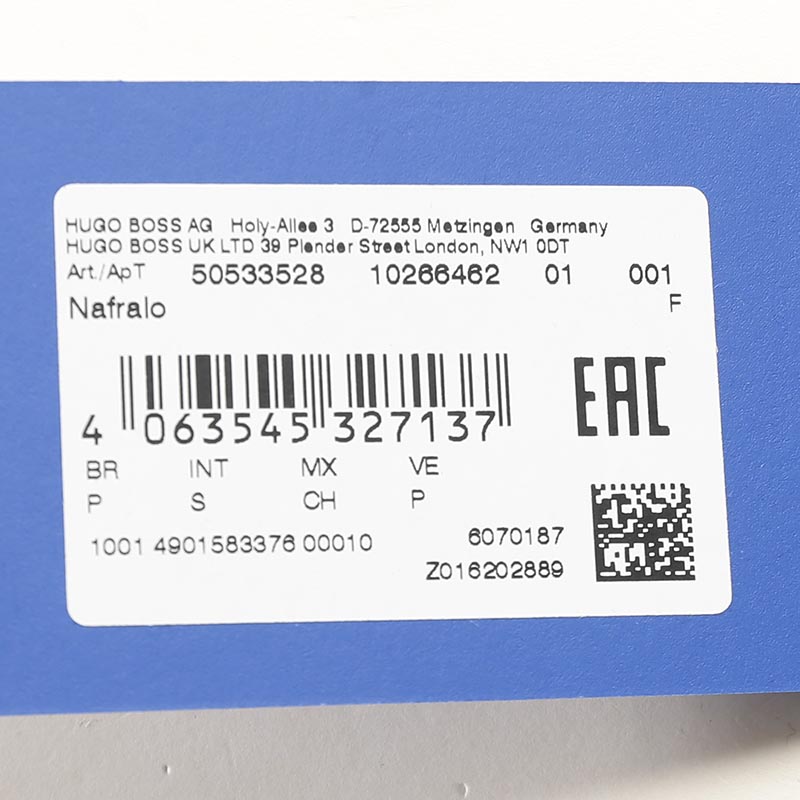 HUGO BOSS AG Holy-Allee 3 D-72555 Metzingen Germany
HUGO BOSS UK LTD 39 Plender Street London, NW1 0DT
Art./ApT 50533528 10266462 01 001
Nafralo F
EAC
4 063545 327137
BR INT MX VE
P S CH P
1001 4901583376 00010 6070187
Z016202889